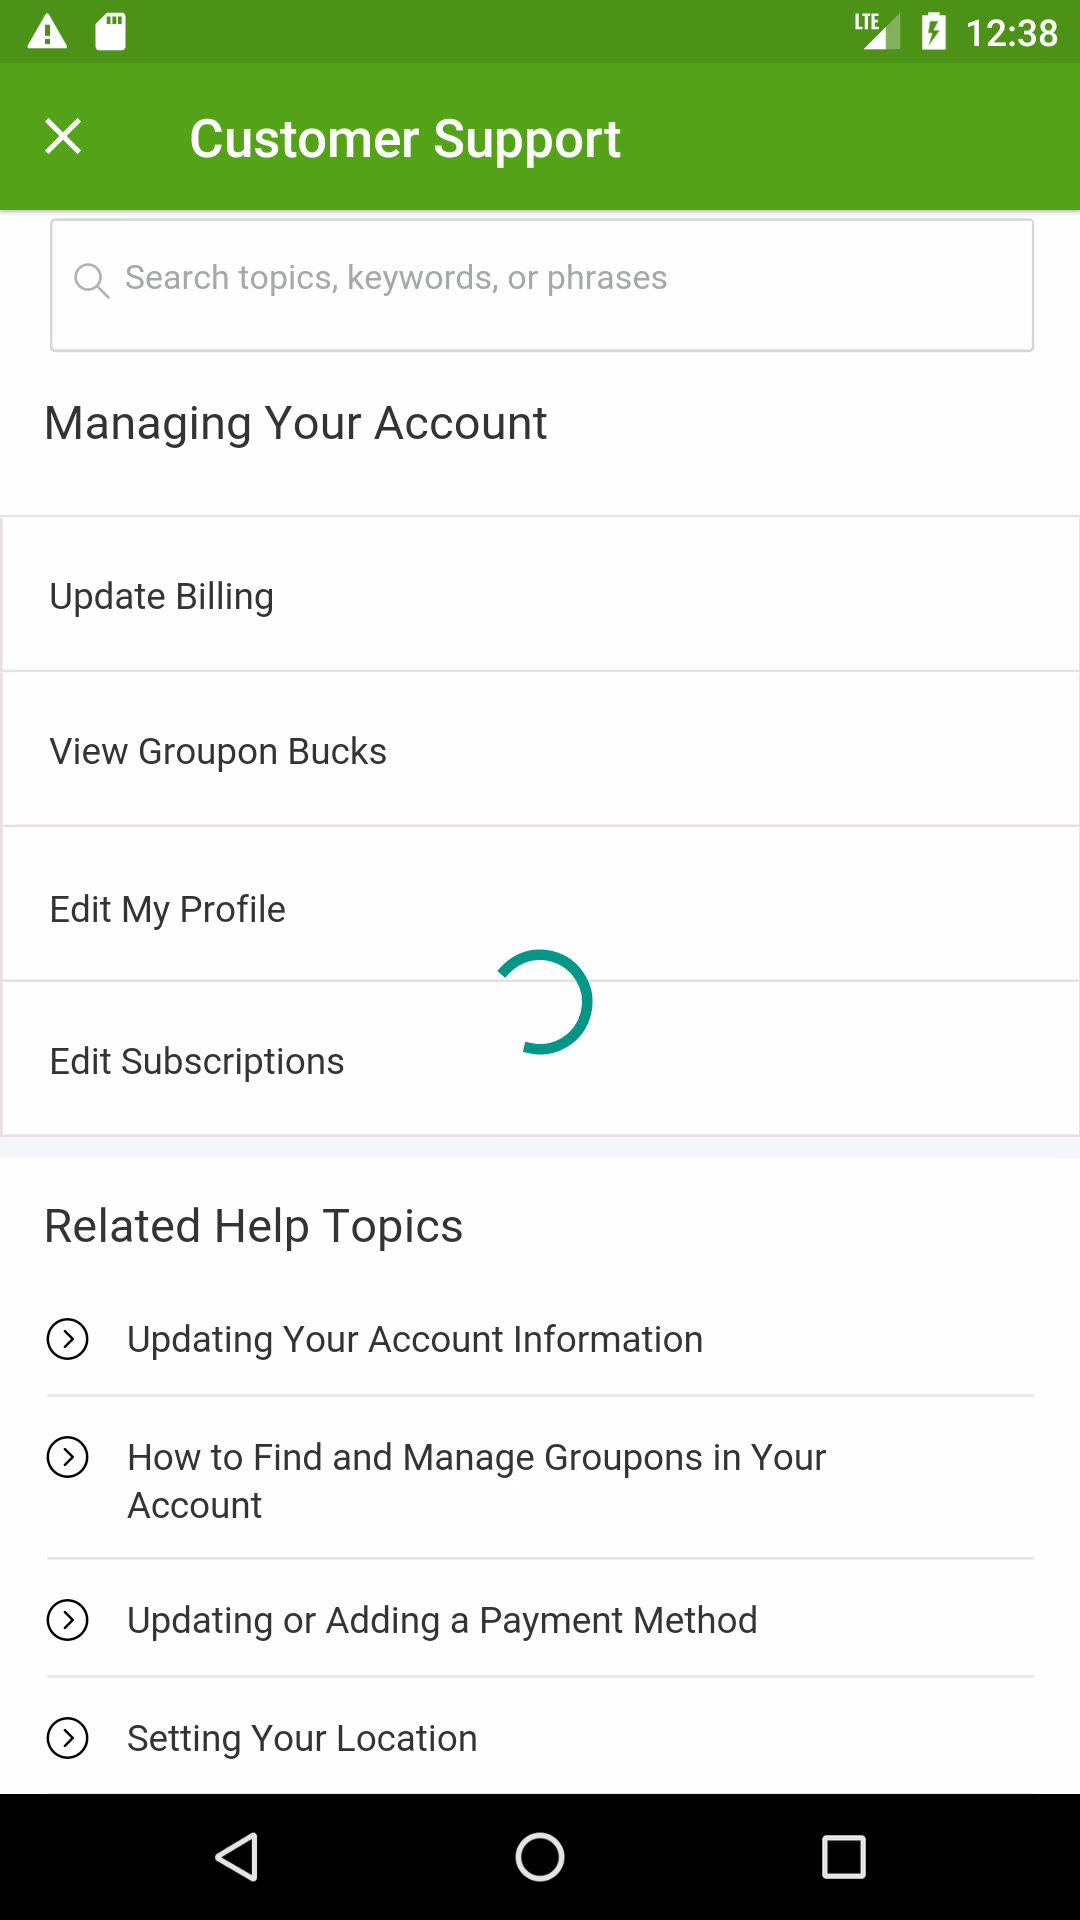 LTE 12:38
Customer Support
Search topics, keywords, or phrases
Managing Your Account
Update Billing
View Groupon Bucks
Edit My Profile
Edit Subscriptions
Related Help Topics
Updating Your Account Information
How to Find and Manage Groupons in Your
Account
Updating or Adding a Payment Method
Setting Your Location